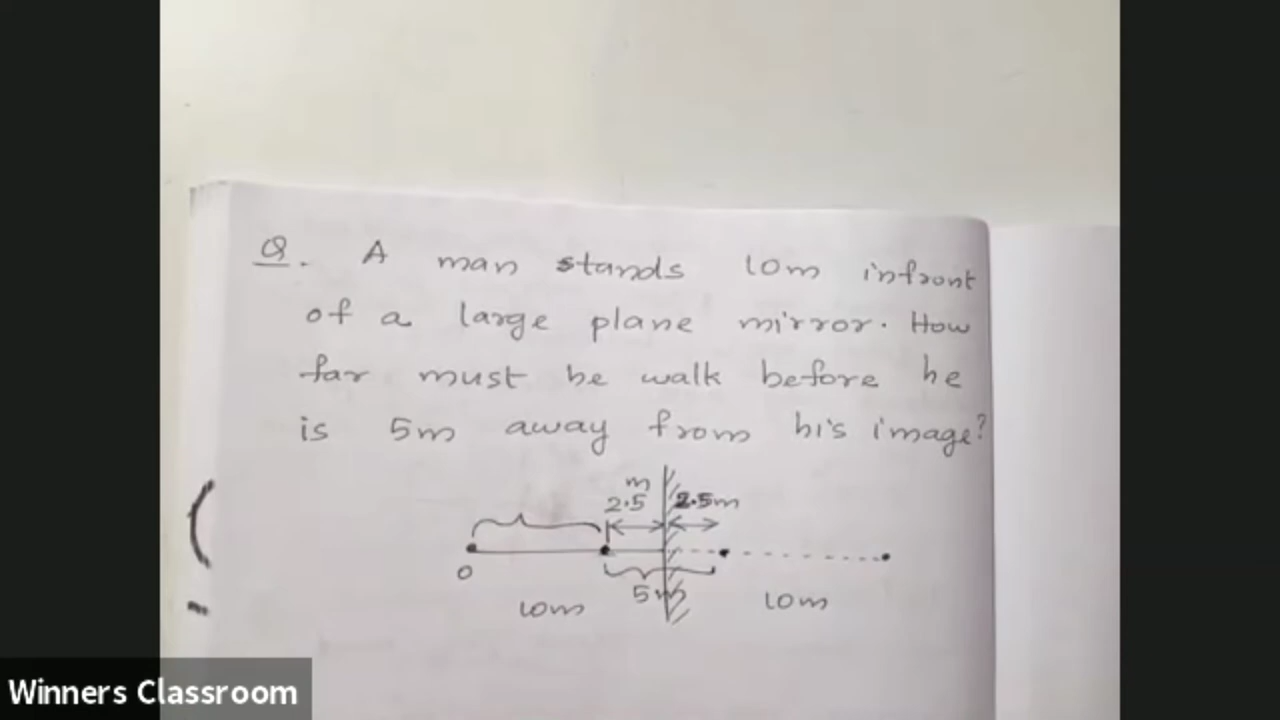 Q. A man stands 10m infront
of a large plane mirror. How
far must he walk before he
is 5m away from his image?
m
2.5 2.5m
O
10m 5m 10m
Winners Classroom